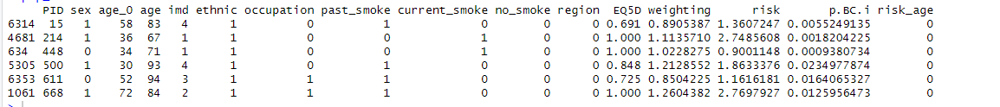 PID sex age_0 age imd ethnic occupation past_smoke current_smoke no_smoke region EQ5D weighting risk p.BC.i risk_age
6314 15 1 58 83 4 1 0 1 0 0 0 0.691 0.8905387 1.3607247 0.0055249135 0
4681 214 1 36 67 1 1 0 0 1 0 0 1.000 1.1135710 2.7485608 0.0018204225 0
634 448 0 34 71 1 1 0 0 1 0 0 1.000 1.0228275 0.9001148 0.0009380734 0
5305 500 1 30 93 4 1 0 1 0 0 0 0.848 1.2128552 1.8633376 0.0234977874 0
6353 611 0 52 94 3 1 1 1 0 0 0 0.725 0.8504225 1.1616181 0.0164065327 0
1061 668 1 72 84 2 1 1 1 0 0 0 1.000 1.2604382 2.7697927 0.0125956473 0
>